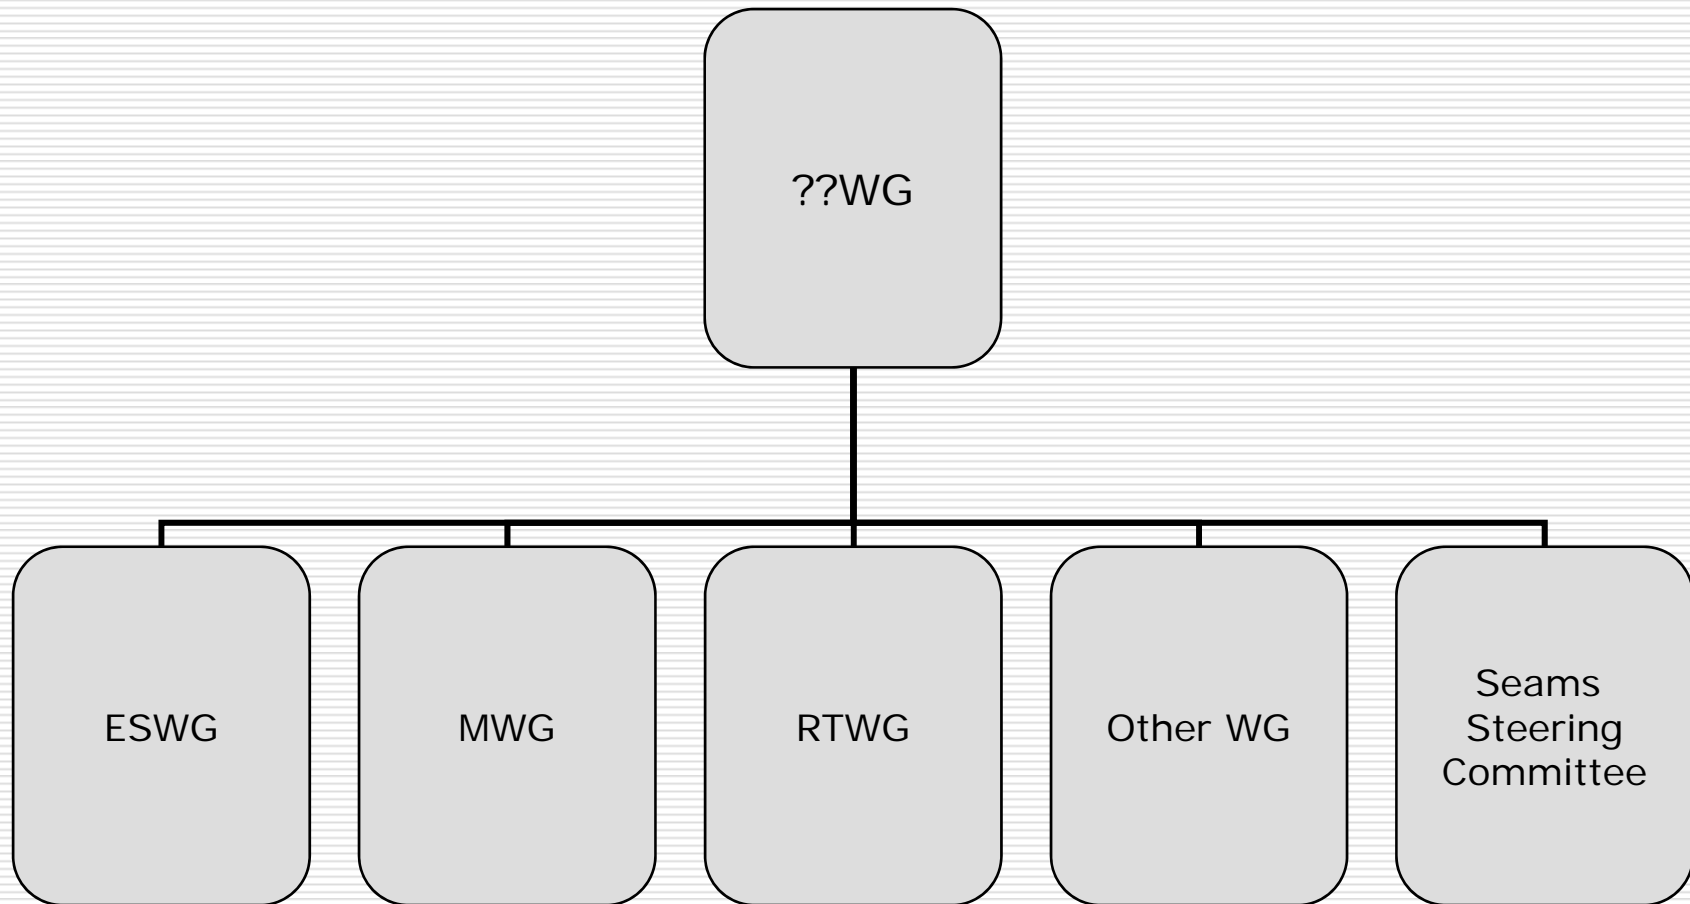 ??WG
ESWG
MWG
RTWG
Other WG
Seams
Steering
Committee